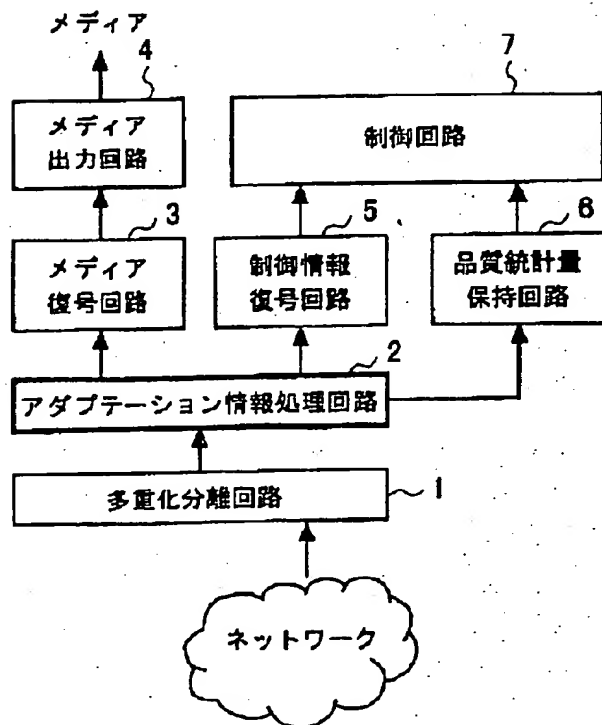 メディア
4
7
メディア
出力回路
制御回路
3
5
6
メディア
復号回路
制御情報
復号回路
品質統計量
保持回路
2
アダプテーション情報処理回路
多重化分離回路
1
ネットワーク